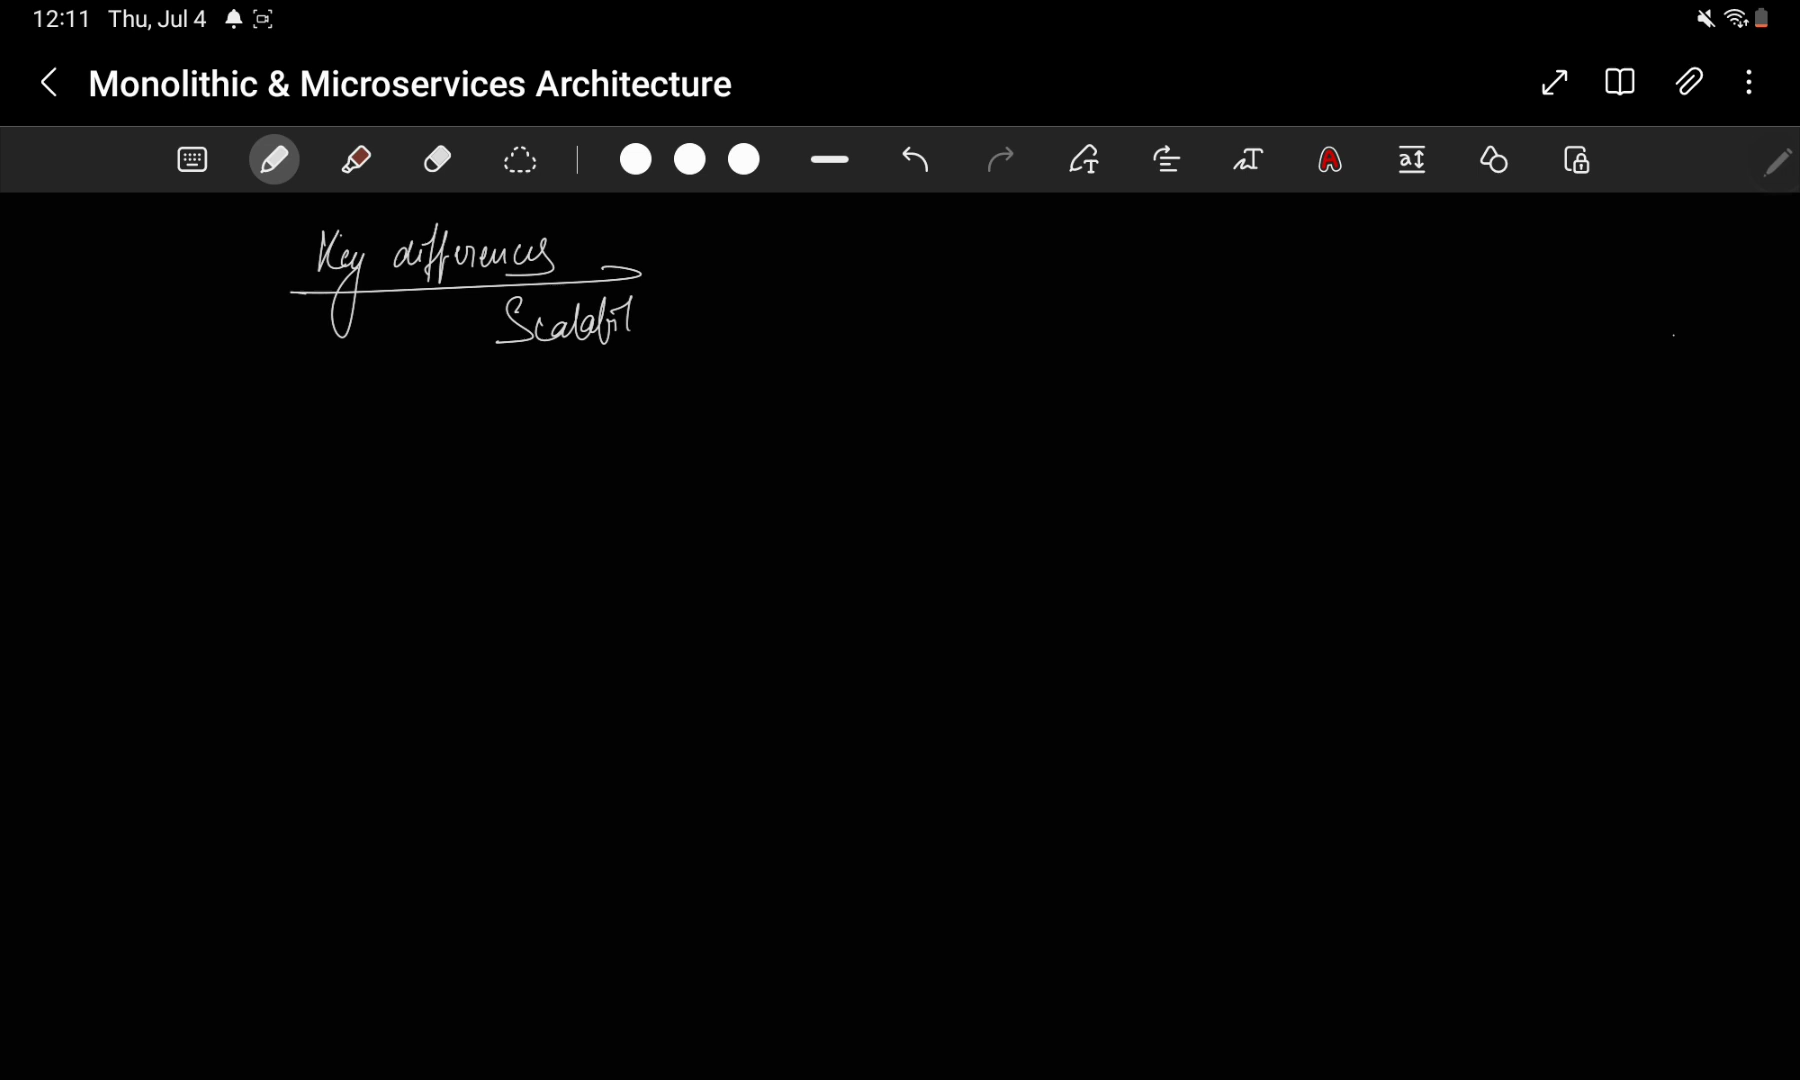 12:11 Thu, Jul 4
Monolithic & Microservices Architecture
Key differences
Scalabil